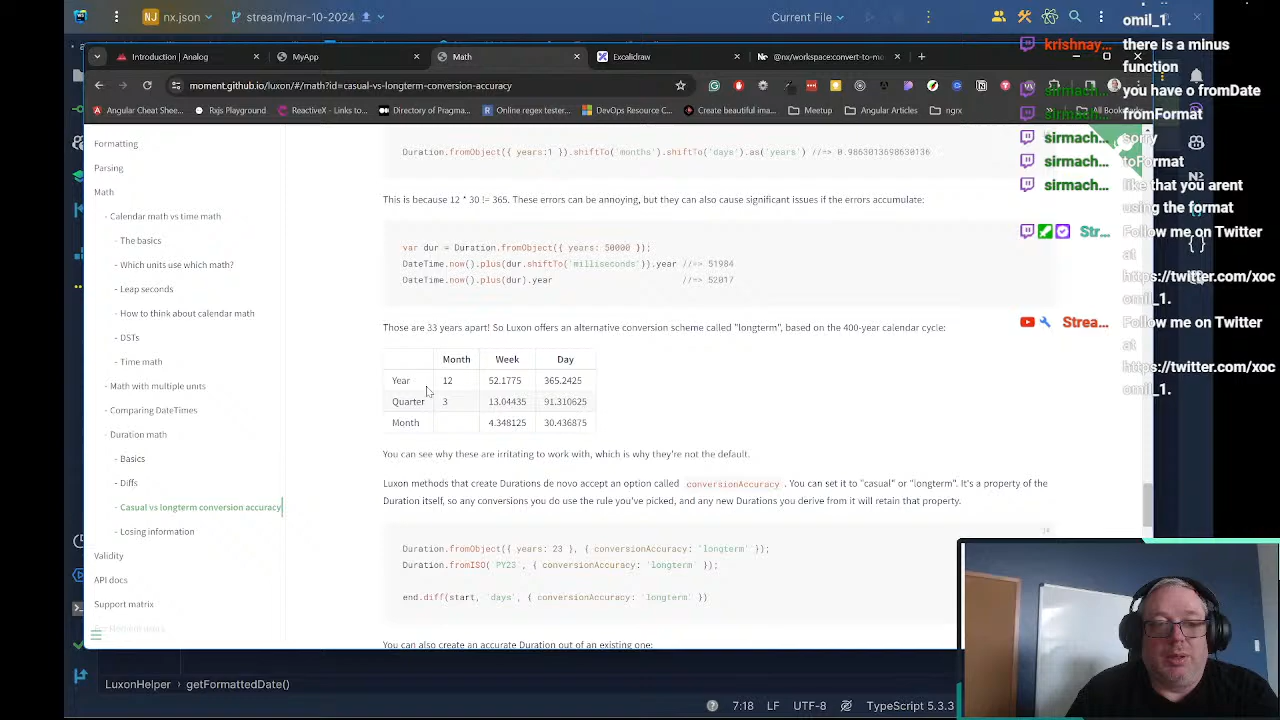 nx.json
stream/mar-10-2024
Current File
Introduction | Analog
MyApp
Math
Excalidraw
@nx/workspace:convert-to-mo
moment.github.io/luxon/#/math?id=casual-vs-longterm-conversion-accuracy
Angular Cheat Shee...
Rxjs Playground
ReactiveX - Links to...
Directory of Pragma...
Online regex tester...
DevOps Resource C...
Create beautiful ima...
Meetup
Angular Articles
ngrx
All Bookmarks
Formatting
Parsing
Math
- Calendar math vs time math
- The basics
- Which units use which math?
- Leap seconds
- How to think about calendar math
- DSTs
- Time math
- Math with multiple units
- Comparing DateTimes
- Duration math
- Basics
- Diffs
- Casual vs longterm conversion accuracy
- Losing information
Validity
API docs
Support matrix
For Moment users
Duration.fromObject({ years:1 }).shiftTo('months').shiftTo('days').as('years') //=> 0.9863013698630136
This is because 12 * 30 != 365. These errors can be annoying, but they can also cause significant issues if the errors accumulate:
var dur = Duration.fromObject({ years: 50000 });
DateTime.now().plus(dur.shiftTo('milliseconds')).year //=> 51984
DateTime.now().plus(dur).year //=> 52017
Those are 33 years apart! So Luxon offers an alternative conversion scheme called "longterm", based on the 400-year calendar cycle:
Month Week Day
Year 12 52.1775 365.2425
Quarter 3 13.04435 91.310625
Month 4.348125 30.436875
You can see why these are irritating to work with, which is why they're not the default.
Luxon methods that create Durations de novo accept an option called conversionAccuracy. You can set it to "casual" or "longterm". It's a property of the
Duration itself, so any conversions you do use the rule you've picked, and any new Durations you derive from it will retain that property.
Duration.fromObject({ years: 23 }, { conversionAccuracy: 'longterm' });
Duration.fromISO('PY23', { conversionAccuracy: 'longterm' });
end.diff(start, 'days', { conversionAccuracy: 'longterm' })
You can also create an accurate Duration out of an existing one:
omil_1.
krishnay... there is a minus
function
sirmach... you have o fromDate
sirmach... fromFormat
sirmach... sorry
sirmach... toFormat
sirmach... like that you arent
using the format
Str... Follow me on Twitter
at
https://twitter.com/xoc
omil_1.
Strea... Follow me on Twitter
at
https://twitter.com/xoc
omil_1.
LuxonHelper › getFormattedDate()
7:18 LF UTF-8 TypeScript 5.3.3